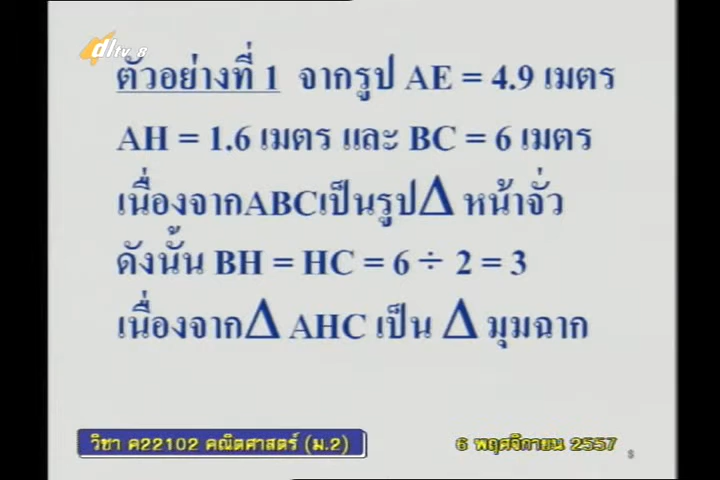 dltv 8
ตัวอย่างที่ 1 จากรูป AE = 4.9 เมตร
AH = 1.6 เมตร และ BC = 6 เมตร
เนื่องจากABCเป็นรูปΔ หน้าจั่ว
ดังนั้น BH = HC = 6 ÷ 2 = 3
เนื่องจากΔ AHC เป็น Δ มุมฉาก
วิชา ค22102 คณิตศาสตร์ (ม.2)
6 พฤศจิกายน 2557